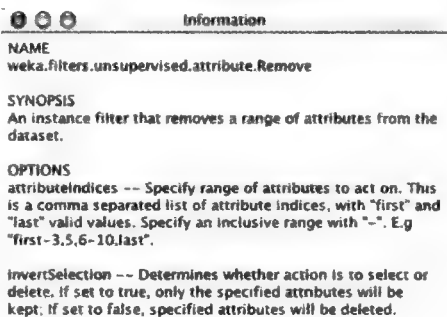 Information
NAME
weka.filters.unsupervised.attribute.Remove
SYNOPSIS
An instance filter that removes a range of attributes from the
dataset.
OPTIONS
attributeIndices -- Specify range of attributes to act on. This
is a comma separated list of attribute indices, with "first" and
"last" valid values. Specify an inclusive range with "-". E.g
"first-3,5,6-10,last".
invertSelection -- Determines whether action is to select or
delete. If set to true, only the specified attributes will be
kept; If set to false, specified attributes will be deleted.